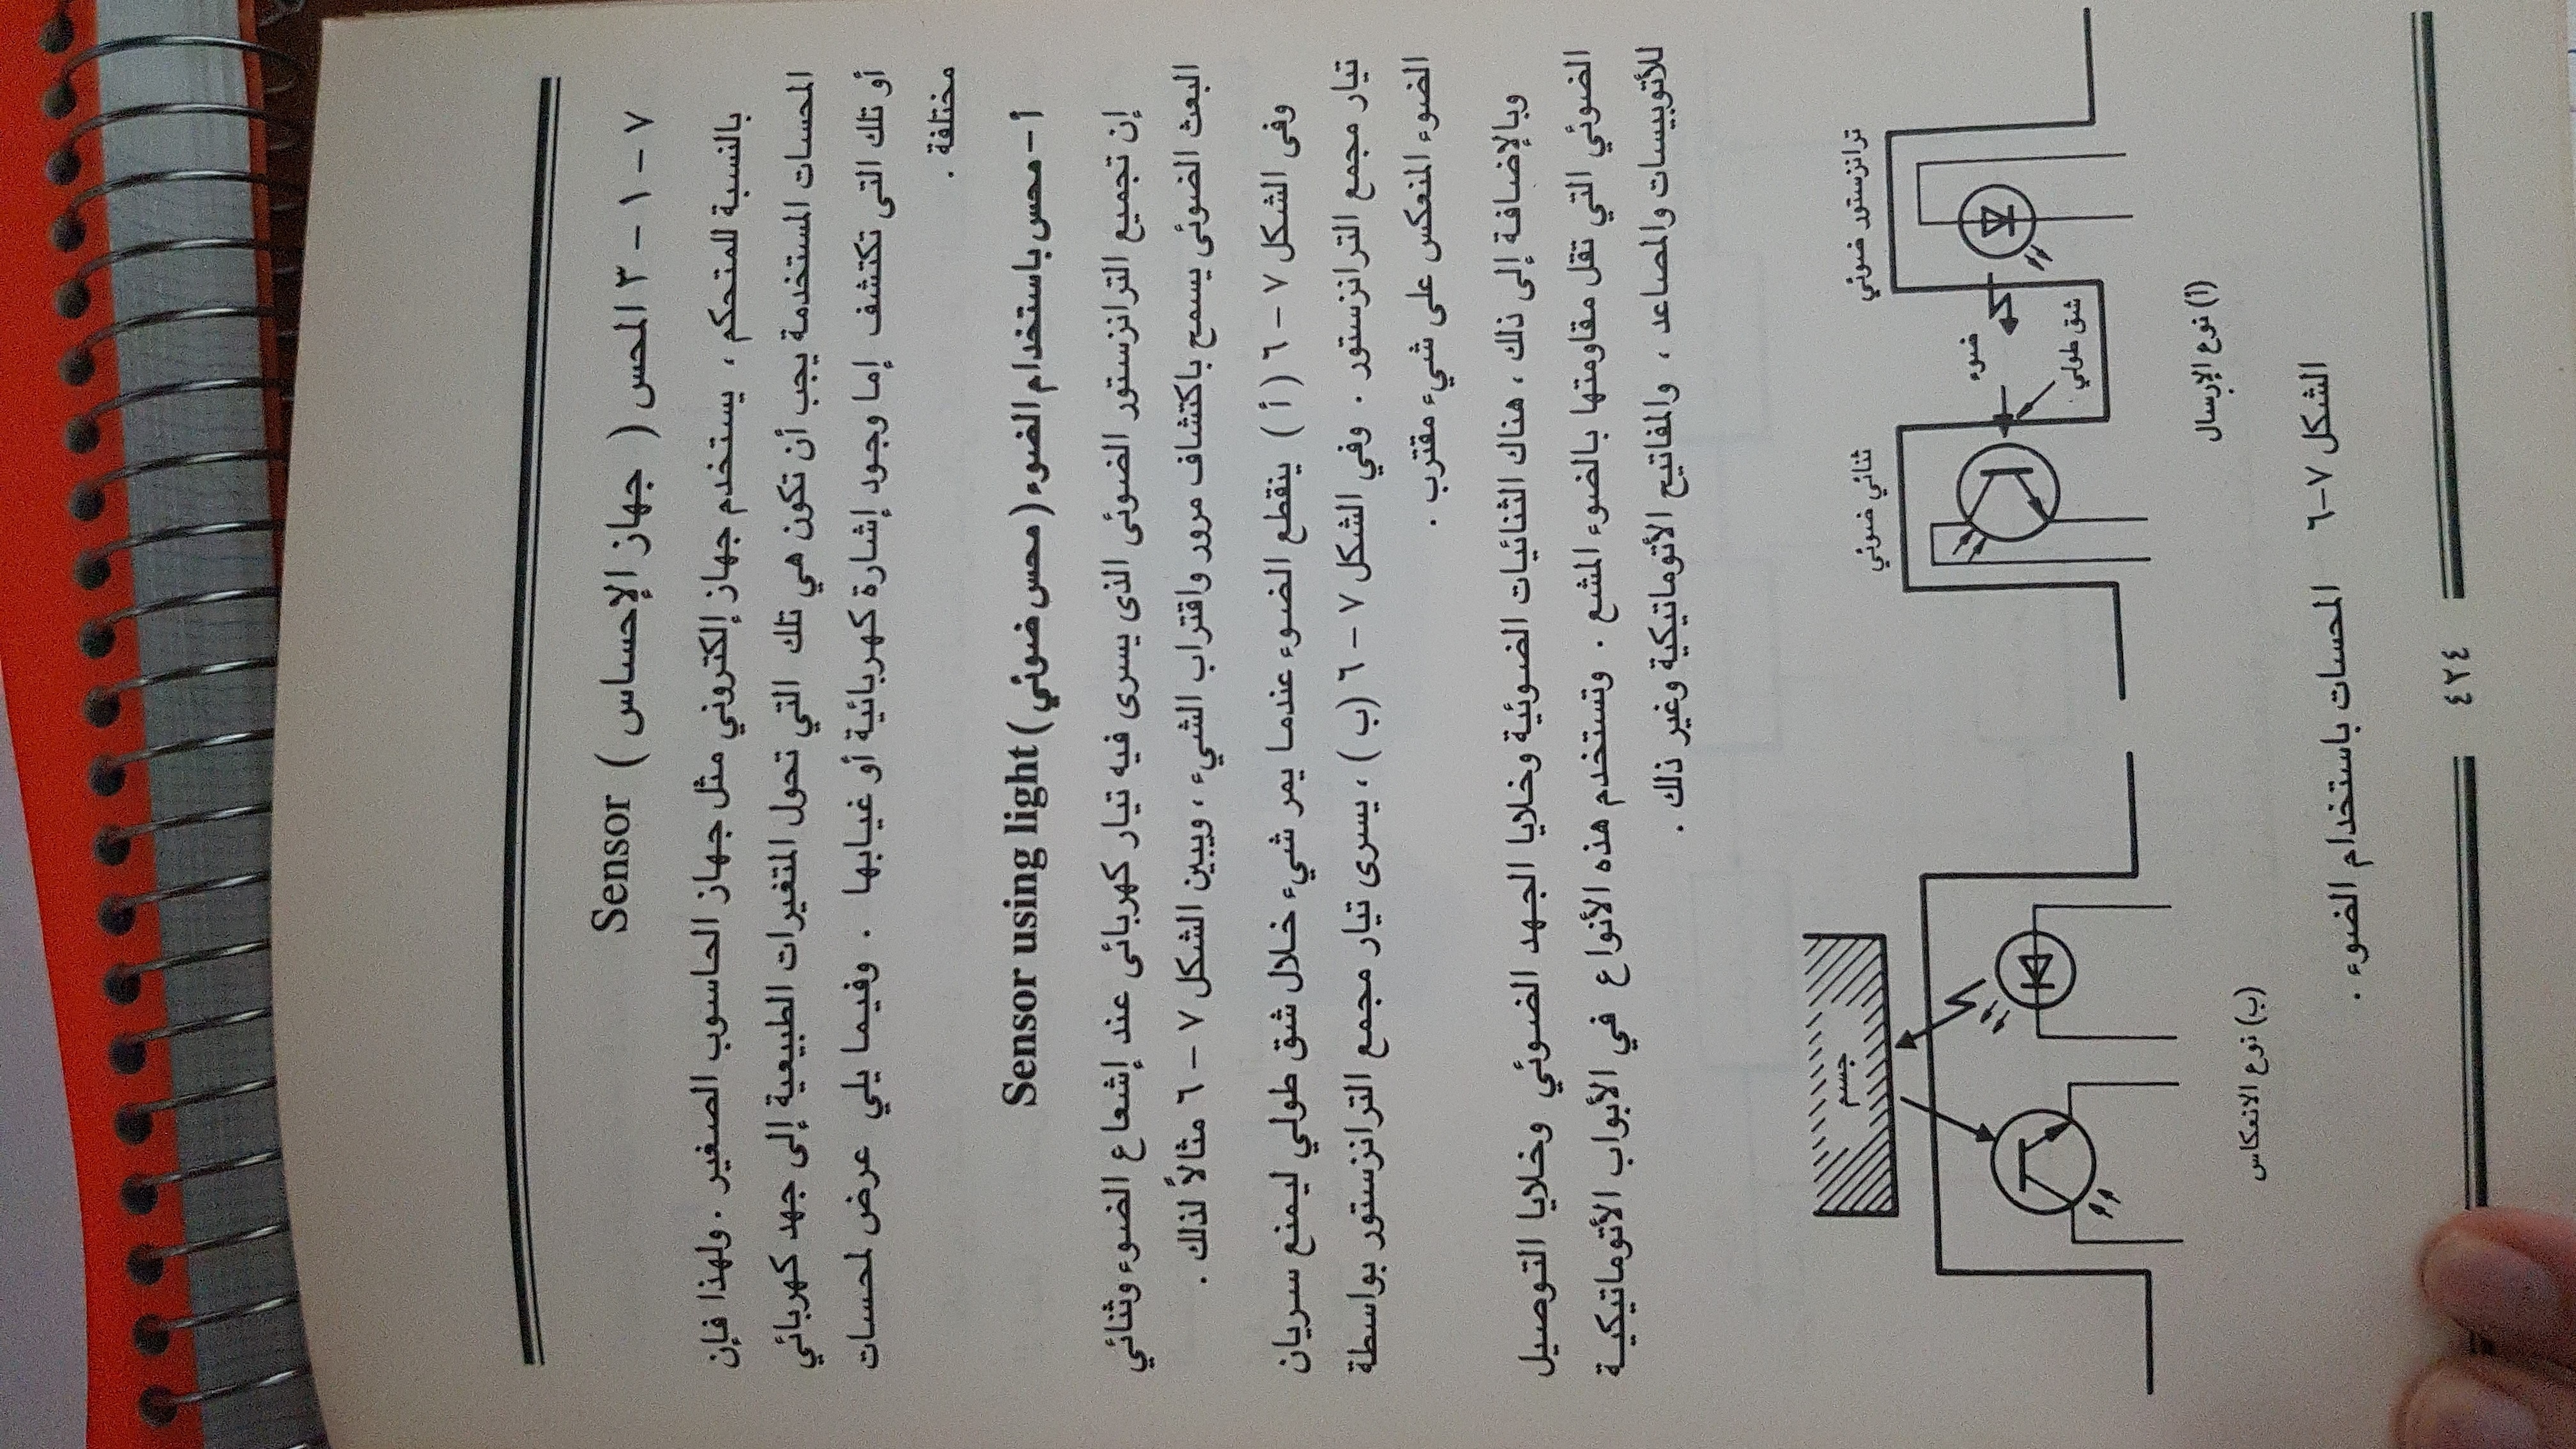 ٧ – ١ – ٣ المحس ( جهاز الإحساس ) Sensor
بالنسبة للمتحكم ، يستخدم جهاز إلكتروني مثل جهاز الحاسوب الصغير . ولهذا فإن
المحسات المستخدمة يجب أن تكون هي تلك التي تحول المتغيرات الطبيعية إلى جهد كهربائي
أو تلك التى تكتشف إما وجود إشارة كهربائية أو غيابها . وفيما يلي عرض لمحسات
مختلفة .
أ – محس باستخدام الضوء ( محس ضوئي ) Sensor using light
إن تجميع الترانزستور الضوئى الذى يسرى فيه تيار كهربائى عند إشعاع الضوء وثنائي
البعث الضوئى يسمح باكتشاف مرور واقتراب الشيء ، ويبين الشكل ٧ – ٦ مثالاً لذلك .
وفى الشكل ٧ – ٦ ( أ ) ينقطع الضوء عندما يمر شيء خلال شق طولي ليمنع سريان
تيار مجمع الترانزستور . وفي الشكل ٧ – ٦ (ب ) ، يسرى تيار مجمع الترانزستور بواسطة
الضوء المنعكس على شيء مقترب .
وبالإضافة إلى ذلك ، هناك الثنائيات الضوئية وخلايا الجهد الضوئي وخلايا التوصيل
الضوئي التي تقل مقاومتها بالضوء المشع . وتستخدم هذه الأنواع في الأبواب الأتوماتيكية
للأتوبيسات والمصاعد ، والمفاتيح الأتوماتيكية وغير ذلك .
ترانزستور ضوئي
ثنائي ضوئي
ضوء
شق طولي
جسم
(أ) نوع الإرسال
(ب) نوع الانعكاس
الشكل ٧-٦ المحسات باستخدام الضوء .
٤٢٤